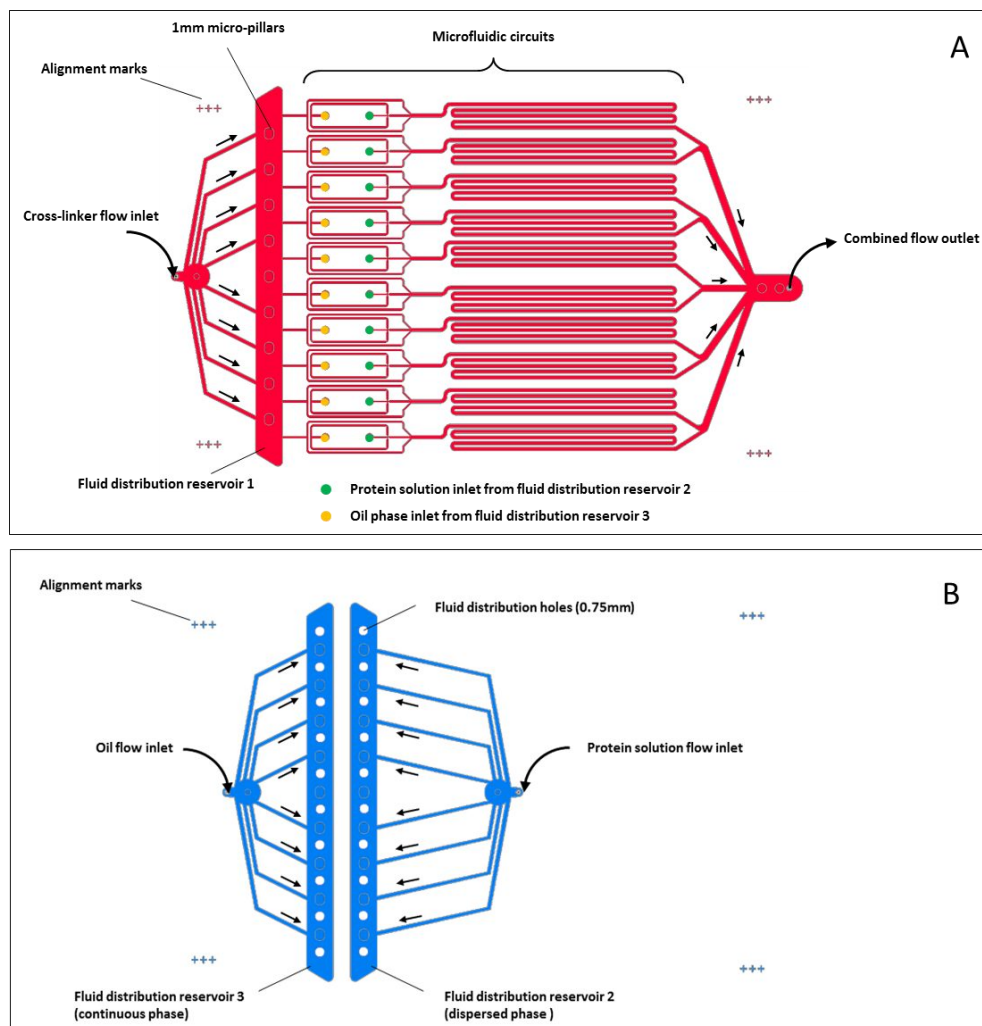 A
1mm micro-pillars
Microfluidic circuits
Alignment marks
+++
+++
Cross-linker flow inlet
Combined flow outlet
+++
+++
Fluid distribution reservoir 1
Protein solution inlet from fluid distribution reservoir 2
Oil phase inlet from fluid distribution reservoir 3
B
Alignment marks
Fluid distribution holes (0.75mm)
+++
+++
Oil flow inlet
Protein solution flow inlet
+++
+++
Fluid distribution reservoir 3
(continuous phase)
Fluid distribution reservoir 2
(dispersed phase )